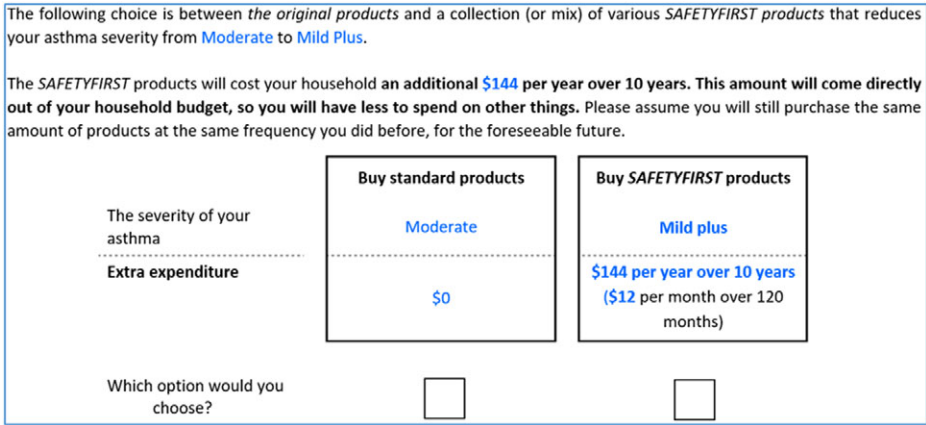 The following choice is between the original products and a collection (or mix) of various SAFETYFIRST products that reduces
your asthma severity from Moderate to Mild Plus.
The SAFETYFIRST products will cost your household an additional $144 per year over 10 years. This amount will come directly
out of your household budget, so you will have less to spend on other things. Please assume you will still purchase the same
amount of products at the same frequency you did before, for the foreseeable future.
Buy standard products
Buy SAFETYFIRST products
The severity of your
asthma
Moderate
Mild plus
Extra expenditure
$0
$144 per year over 10 years
($12 per month over 120
months)
Which option would you
choose?